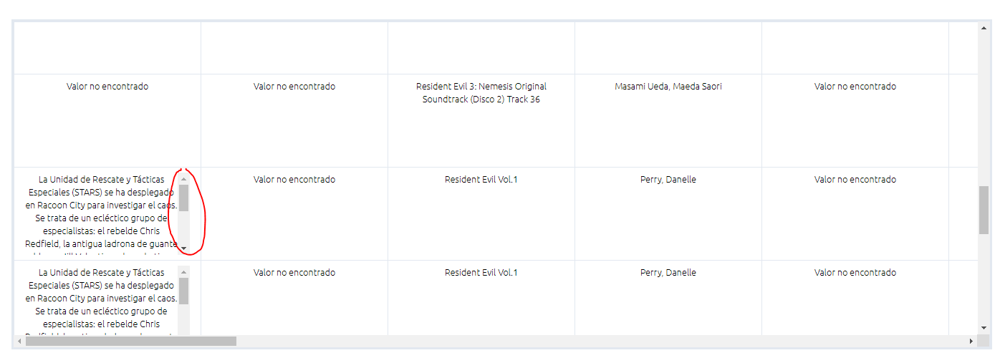 Valor no encontrado
Valor no encontrado
Resident Evil 3: Nemesis Original
Soundtrack (Disco 2) Track 36
Masami Ueda, Maeda Saori
Valor no encontrado
La Unidad de Rescate y Tácticas
Especiales (STARS) se ha desplegado
en Racoon City para investigar el caos.
Se trata de un ecléctico grupo de
especialistas: el rebelde Chris
Redfield, la antigua ladrona de guante
Valor no encontrado
Resident Evil Vol.1
Perry, Danelle
Valor no encontrado
La Unidad de Rescate y Tácticas
Especiales (STARS) se ha desplegado
en Racoon City para investigar el caos.
Se trata de un ecléctico grupo de
especialistas: el rebelde Chris
Valor no encontrado
Resident Evil Vol.1
Perry, Danelle
Valor no encontrado